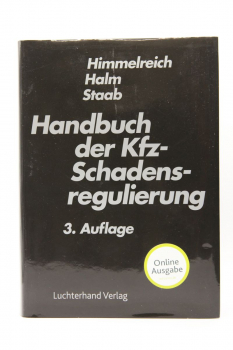 Himmelreich
Halm
Staab
Handbuch
der Kfz-
Schadens-
regulierung
3. Auflage
Online
Ausgabe
Luchterhand Verlag